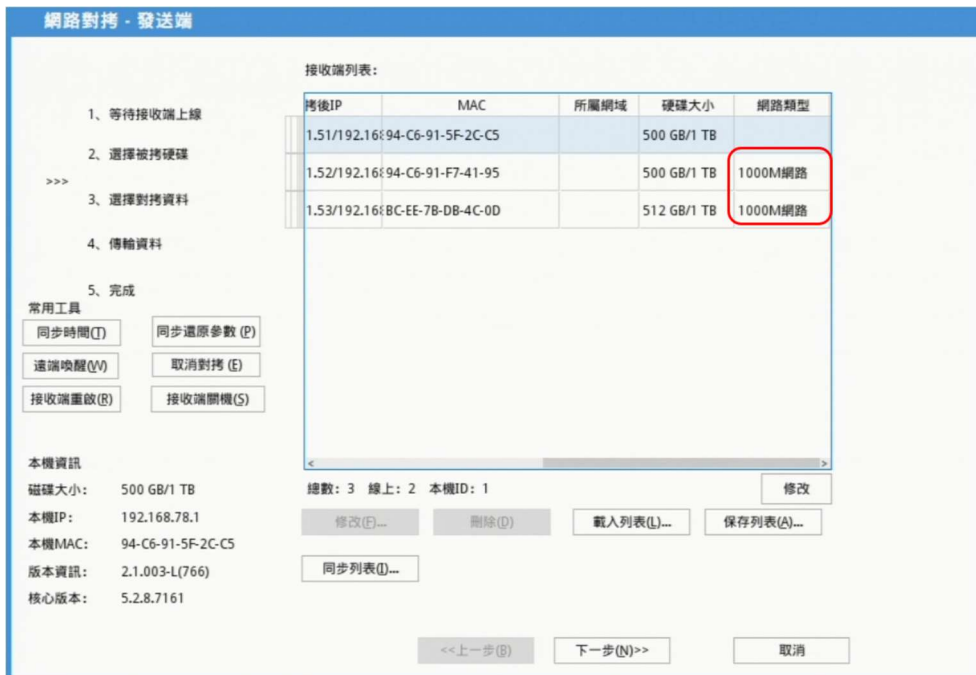 網路對拷 - 發送端
接收端列表:
1、等待接收端上線
2、選擇被拷硬碟
>>>
3、選擇對拷資料
4、傳輸資料
5、完成
拷後IP MAC 所屬網域 硬碟大小 網路類型
1.51/192.168 94-C6-91-5F-2C-C5 500 GB/1 TB
1.52/192.168 94-C6-91-F7-41-95 500 GB/1 TB 1000M網路
1.53/192.168 BC-EE-7B-DB-4C-0D 512 GB/1 TB 1000M網路
常用工具
同步時間(T) 同步還原參數 (P)
遠端喚醒(W) 取消對拷 (E)
接收端重啟(R) 接收端關機(S)
本機資訊
磁碟大小: 500 GB/1 TB
本機IP: 192.168.78.1
本機MAC: 94-C6-91-5F-2C-C5
版本資訊: 2.1.003-L(766)
核心版本: 5.2.8.7161
總數: 3 線上: 2 本機ID: 1
修改
修改(F)... 刪除(D) 載入列表(L)... 保存列表(A)...
同步列表(I)...
<<上一步(B) 下一步(N)>> 取消